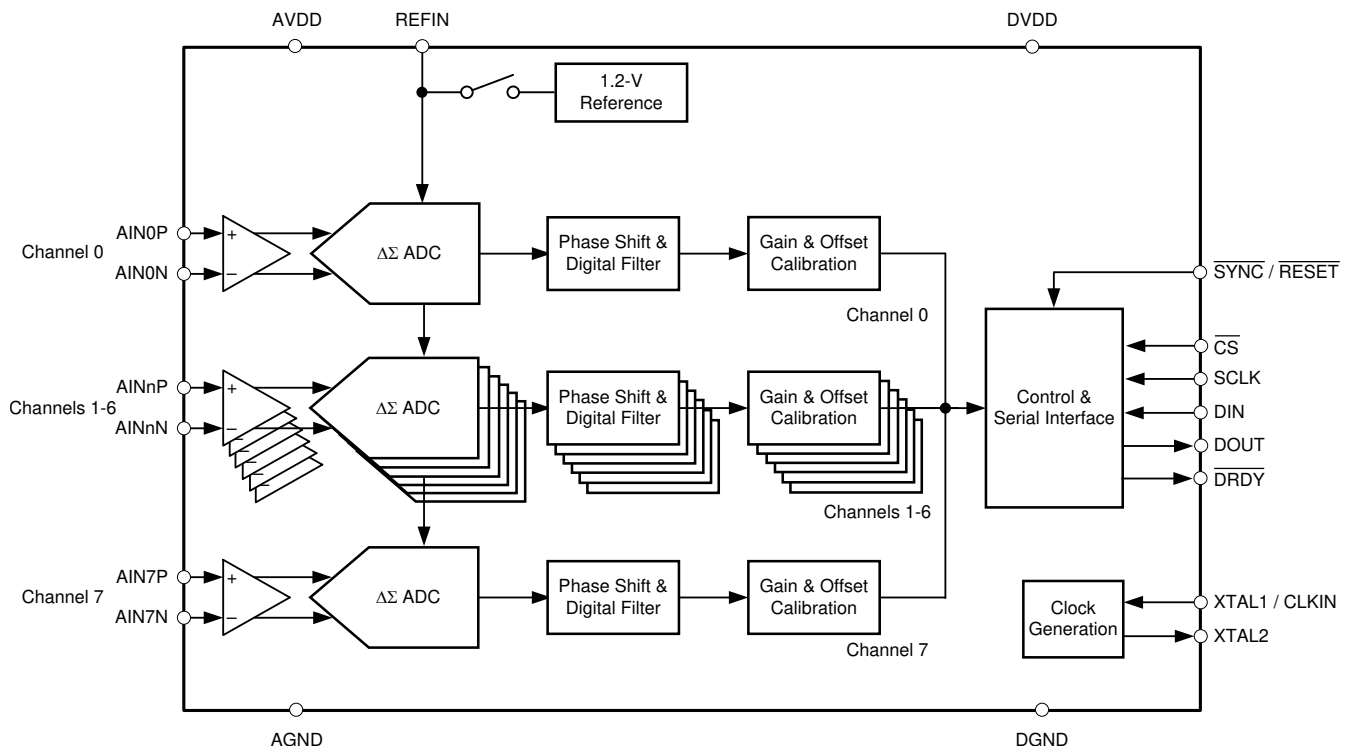 AVDD
REFIN
DVDD
1.2-V
Reference
Channel 0
AIN0P
AIN0N
+
−
ΔΣ ADC
Phase Shift &
Digital Filter
Gain & Offset
Calibration
Channel 0
SYNC / RESET
Channels 1-6
AINnP
AINnN
+
−
−
−
−
−
−
ΔΣ ADC
Phase Shift &
Digital Filter
Gain & Offset
Calibration
Channels 1-6
Control &
Serial Interface
CS
SCLK
DIN
DOUT
DRDY
Channel 7
AIN7P
AIN7N
+
−
ΔΣ ADC
Phase Shift &
Digital Filter
Gain & Offset
Calibration
Channel 7
Clock
Generation
XTAL1 / CLKIN
XTAL2
AGND
DGND